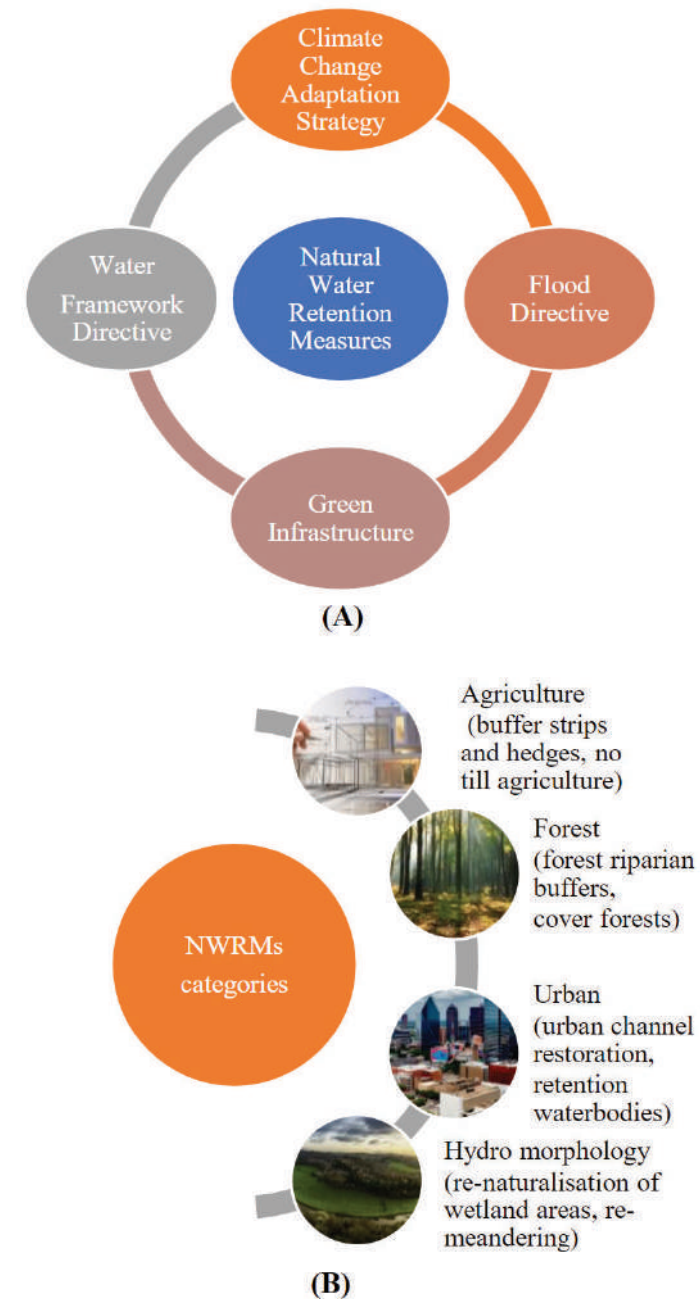 Climate
Change
Adaptation
Strategy
Water
Framework
Directive
Natural
Water
Retention
Measures
Flood
Directive
Green
Infrastructure
(A)
Agriculture
(buffer strips
and hedges, no
till agriculture)
Forest
(forest riparian
buffers,
cover forests)
NWRMs
categories
Urban
(urban channel
restoration,
retention
waterbodies)
Hydro morphology
(re-naturalisation of
wetland areas, re-
meandering)
(B)